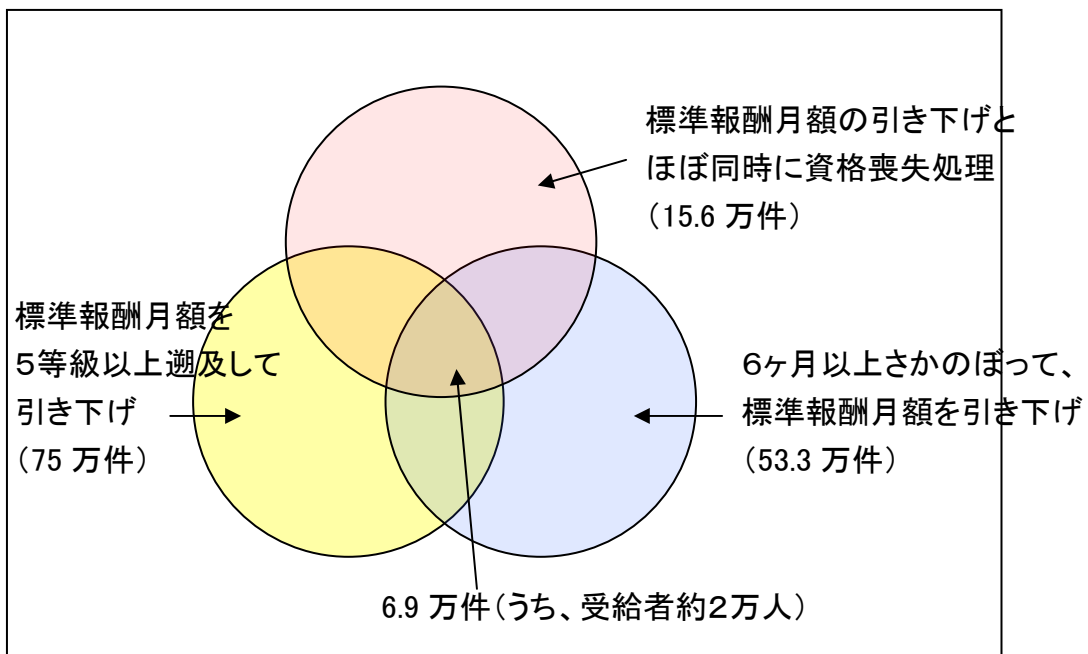 標準報酬月額の引き下げと
ほぼ同時に資格喪失処理
（15.6 万件）
標準報酬月額を
５等級以上遡及して
引き下げ
（75 万件）
６ヶ月以上さかのぼって、
標準報酬月額を引き下げ
（53.3 万件）
6.9 万件（うち、受給者約２万人）